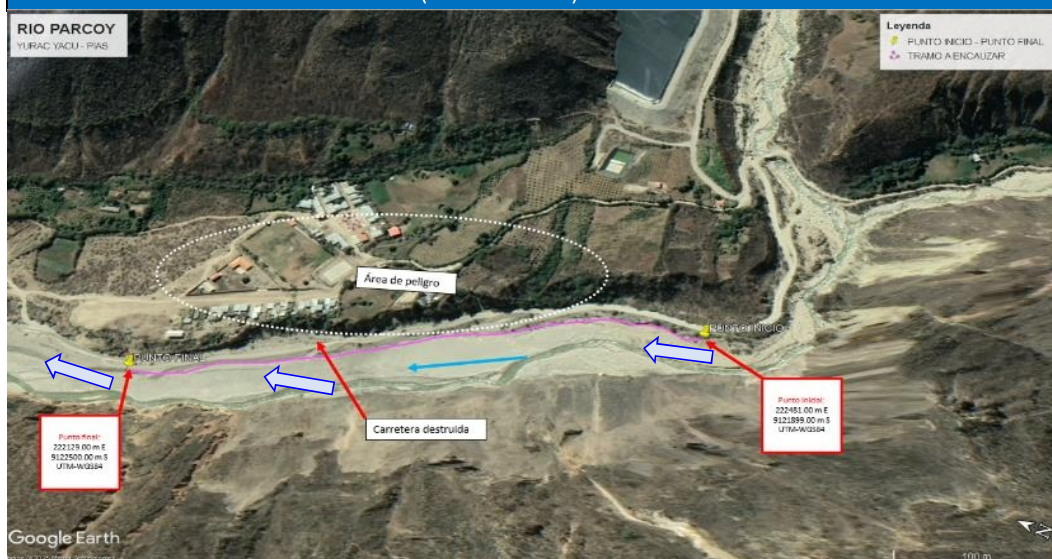 RIO PARCOY
YURAC YACU - PIAS
Leyenda
PUNTO INICIO - PUNTO FINAL
TRAMO A ENCAUZAR
Área de peligro
PUNTO INICIO
PUNTO FINAL
Carretera destruida
Punto inicial:
222481.00 m E
9121899.00 m S
UTM-WGS84
Punto final:
222129.00 m E
9122500.00 m S
UTM-WGS84
Google Earth
N
100 m